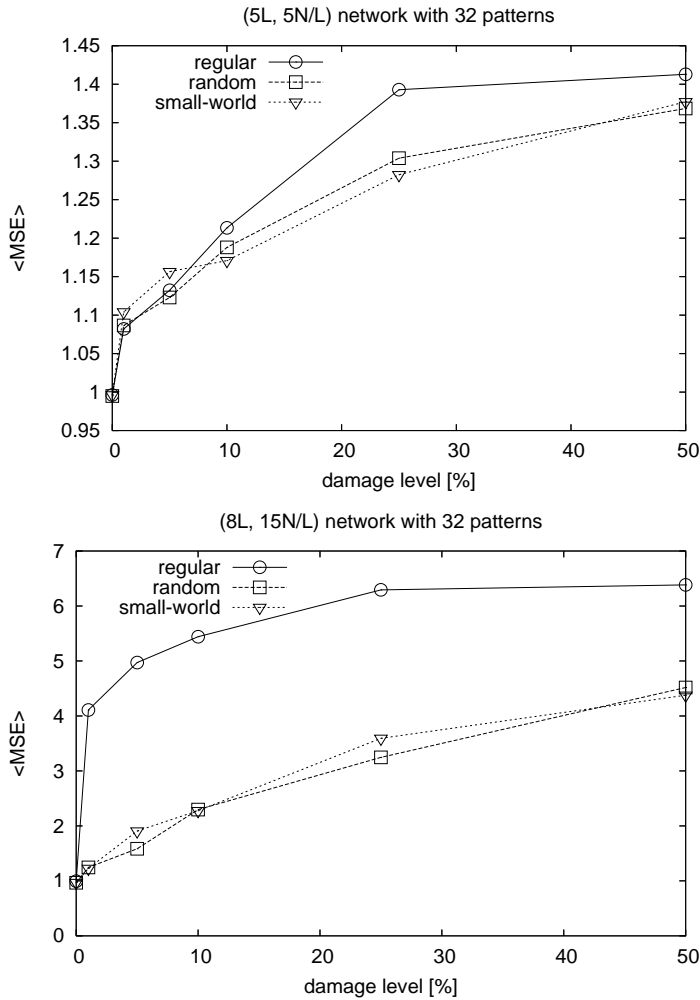 (5L, 5N/L) network with 32 patterns
1.45
1.4
1.35
1.3
1.25
1.2
1.15
1.1
1.05
1
0.95
<MSE>
regular
random
small-world
0 10 20 30 40 50
damage level [%]
(8L, 15N/L) network with 32 patterns
7
6
5
4
3
2
1
0
<MSE>
regular
random
small-world
0 10 20 30 40 50
damage level [%]